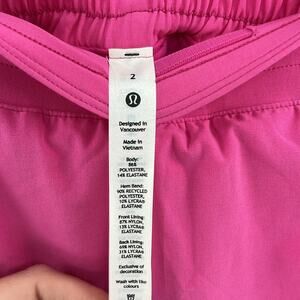 2
Designed in
Vancouver
Made in
Vietnam
Body:
86%
POLYESTER,
14% ELASTANE
Hem Band:
90% RECYCLED
POLYESTER,
10% LYCRA®
ELASTANE
Front Lining:
87% NYLON,
13% LYCRA®
ELASTANE
Back Lining:
69% NYLON,
31% LYCRA®
ELASTANE
Exclusive of
decoration
Wash with like
colours